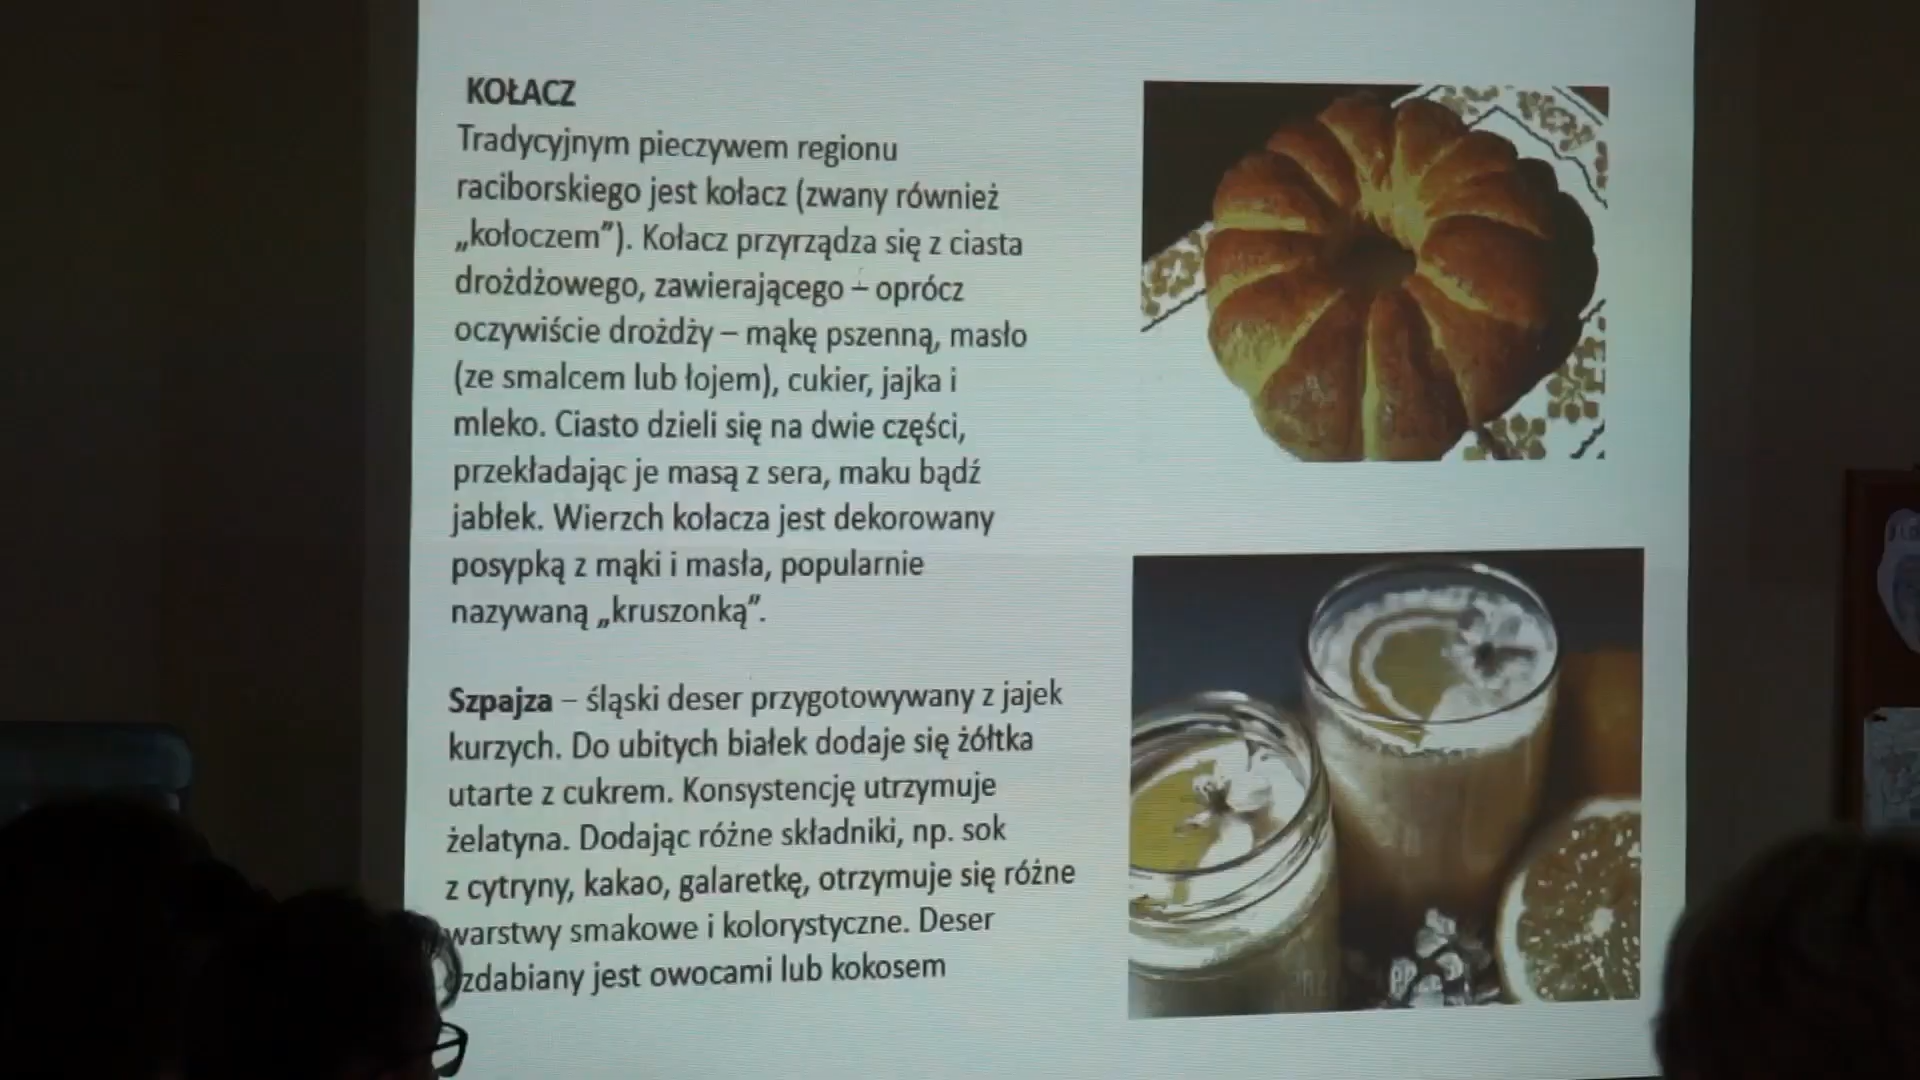 KOŁACZ
Tradycyjnym pieczywem regionu
raciborskiego jest kołacz (zwany również
„kołoczem”). Kołacz przyrządza się z ciasta
drożdżowego, zawierającego – oprócz
oczywiście drożdży – mąkę pszenną, masło
(ze smalcem lub łojem), cukier, jajka i
mleko. Ciasto dzieli się na dwie części,
przekładając je masą z sera, maku bądź
jabłek. Wierzch kołacza jest dekorowany
posypką z mąki i masła, popularnie
nazywaną „kruszonką”.
Szpajza – śląski deser przygotowywany z jajek
kurzych. Do ubitych białek dodaje się żółtka
utarte z cukrem. Konsystencję utrzymuje
żelatyna. Dodając różne składniki, np. sok
z cytryny, kakao, galaretkę, otrzymuje się różne
warstwy smakowe i kolorystyczne. Deser
zdabiany jest owocami lub kokosem